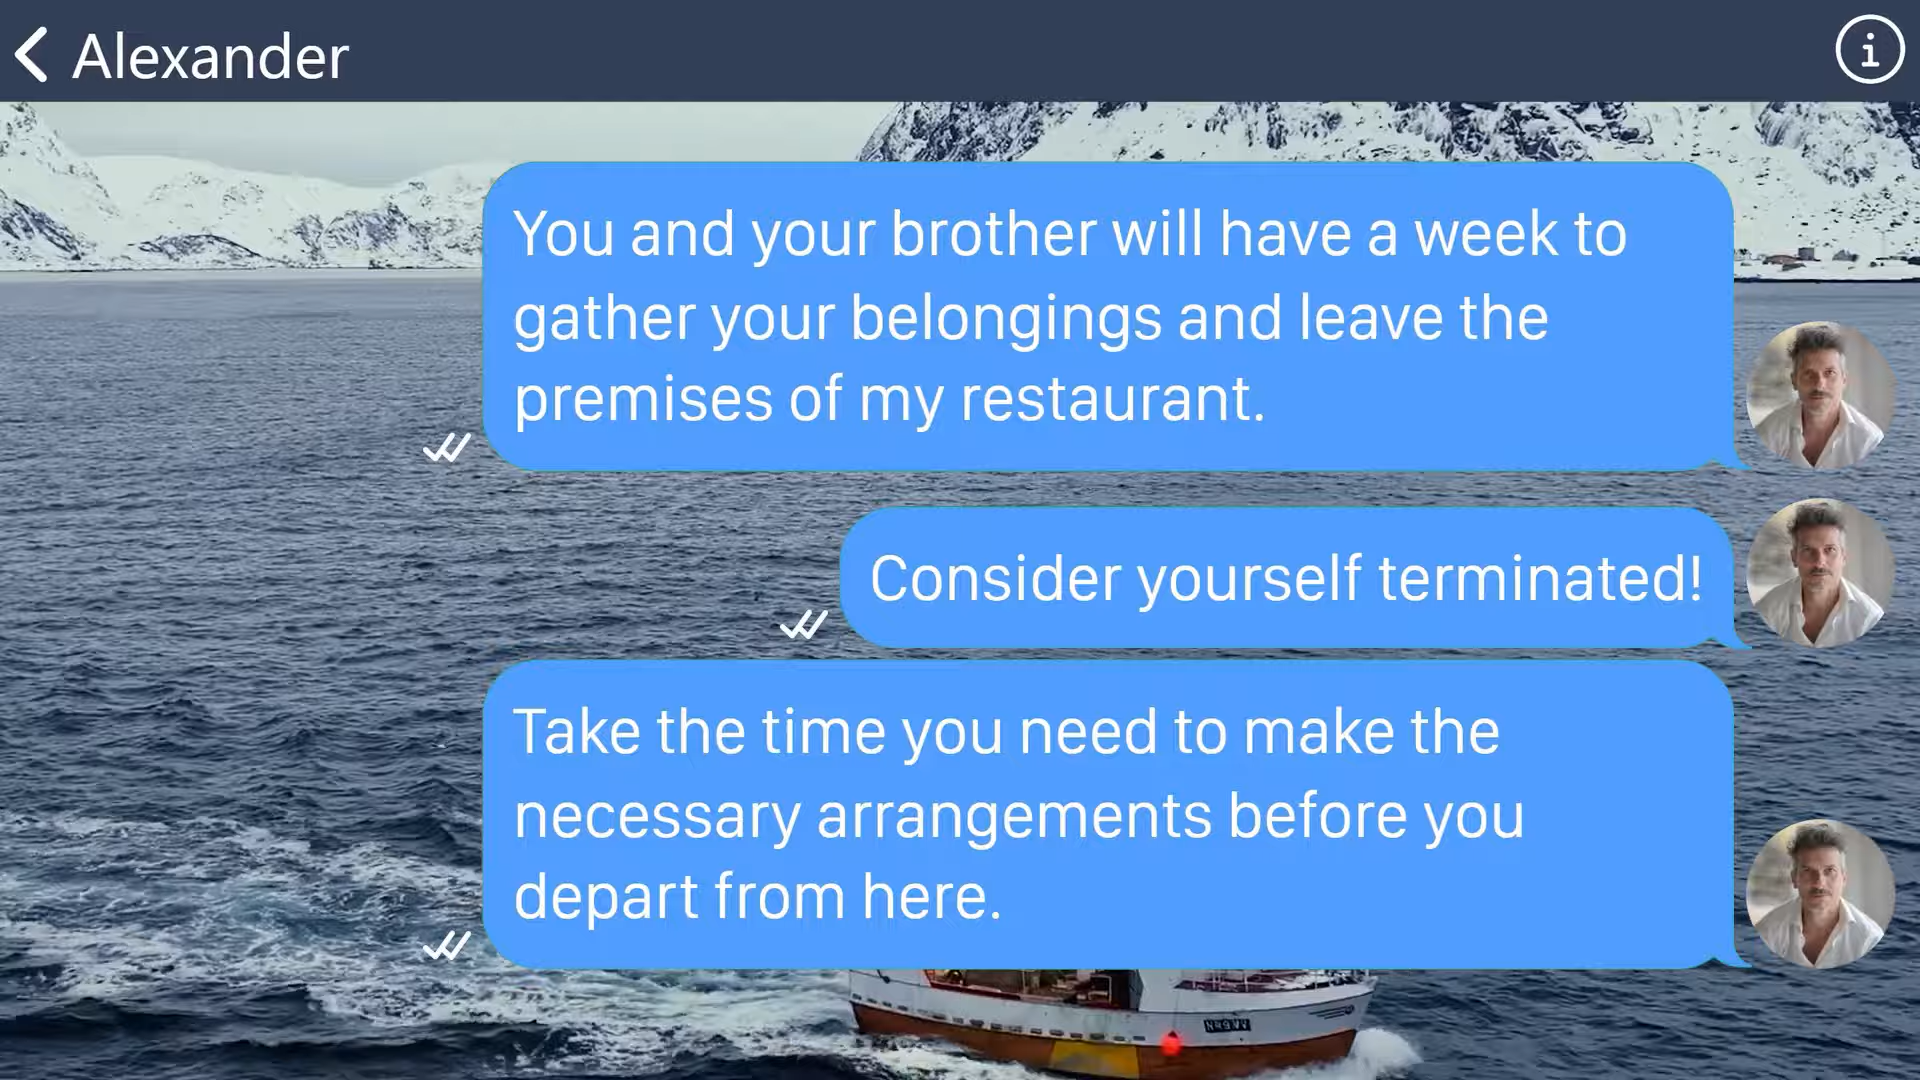 Alexander
You and your brother will have a week to
gather your belongings and leave the
premises of my restaurant.
Consider yourself terminated!
Take the time you need to make the
necessary arrangements before you
depart from here.